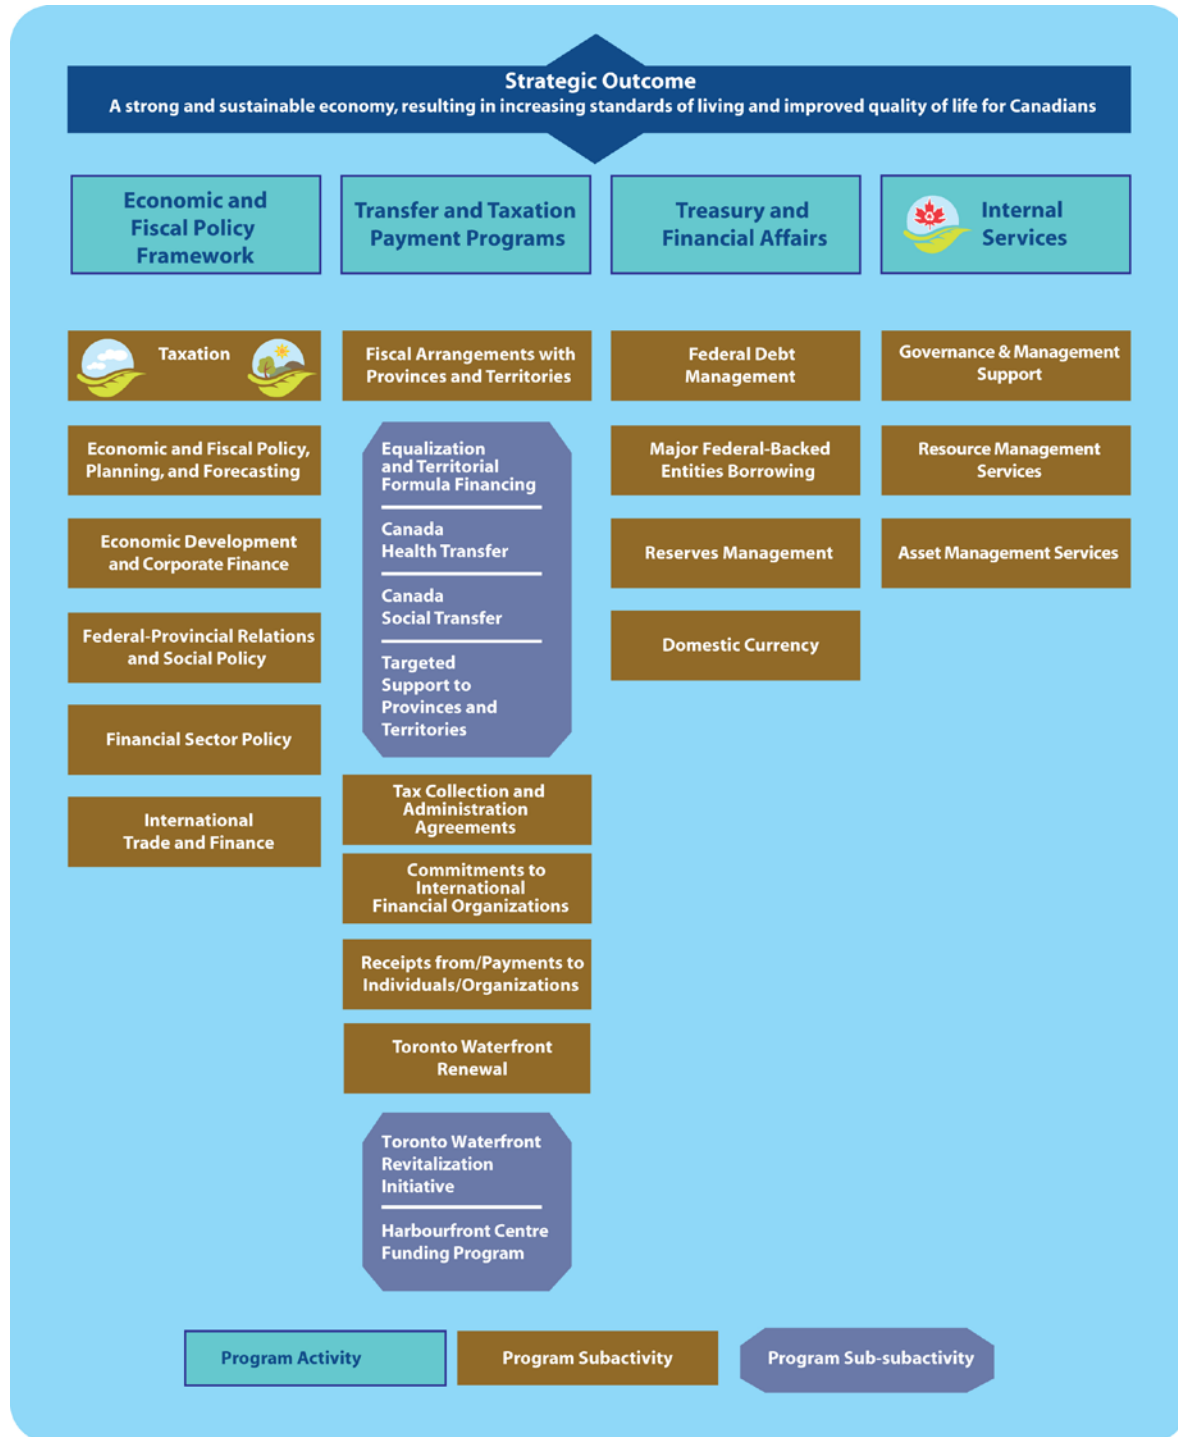 Strategic Outcome
A strong and sustainable economy, resulting in increasing standards of living and improved quality of life for Canadians
Economic and
Fiscal Policy
Framework
Transfer and Taxation
Payment Programs
Treasury and
Financial Affairs
Internal
Services
Taxation
Economic and Fiscal Policy,
Planning, and Forecasting
Economic Development
and Corporate Finance
Federal-Provincial Relations
and Social Policy
Financial Sector Policy
International
Trade and Finance
Fiscal Arrangements with
Provinces and Territories
Equalization
and Territorial
Formula Financing
Canada
Health Transfer
Canada
Social Transfer
Targeted
Support to
Provinces and
Territories
Tax Collection and
Administration
Agreements
Commitments to
International
Financial Organizations
Receipts from/Payments to
Individuals/Organizations
Toronto Waterfront
Renewal
Toronto Waterfront
Revitalization
Initiative
Harbourfront Centre
Funding Program
Federal Debt
Management
Major Federal-Backed
Entities Borrowing
Reserves Management
Domestic Currency
Governance & Management
Support
Resource Management
Services
Asset Management Services
Program Activity
Program Subactivity
Program Sub-subactivity